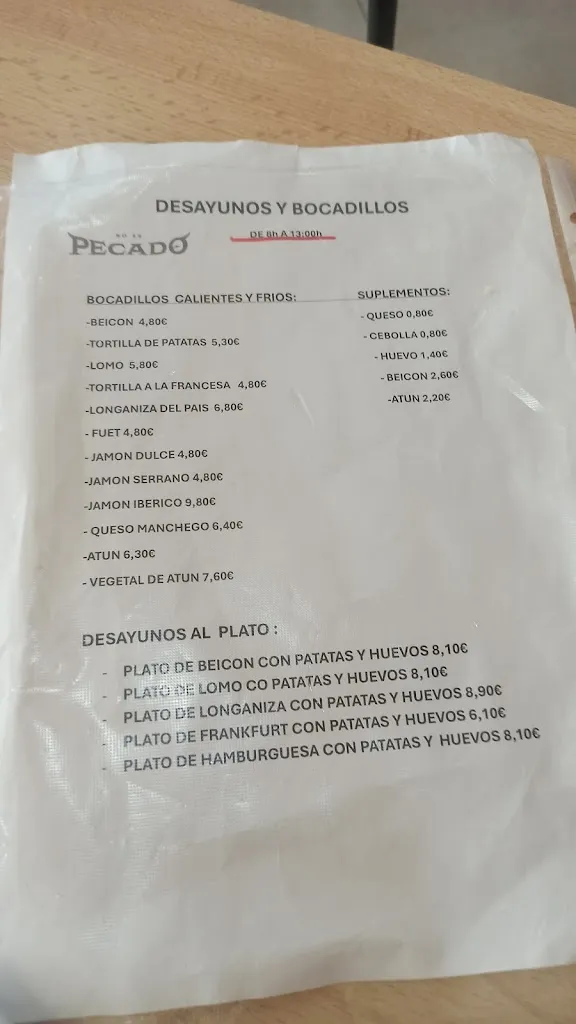 DESAYUNOS Y BOCADILLOS
NO ES
PECADO
DE 8h A 13:00h
BOCADILLOS CALIENTES Y FRIOS:
-BEICON 4,80€
-TORTILLA DE PATATAS 5,30€
-LOMO 5,80€
-TORTILLA A LA FRANCESA 4,80€
-LONGANIZA DEL PAIS 6,80€
- FUET 4,80€
- JAMON DULCE 4,80€
-JAMON SERRANO 4,80€
-JAMON IBERICO 9,80€
- QUESO MANCHEGO 6,40€
-ATUN 6,30€
- VEGETAL DE ATUN 7,60€
SUPLEMENTOS:
- QUESO 0,80€
- CEBOLLA 0,80€
- HUEVO 1,40€
- BEICON 2,60€
-ATUN 2,20€
DESAYUNOS AL PLATO :
- PLATO DE BEICON CON PATATAS Y HUEVOS 8,10€
- PLATO DE LOMO CO PATATAS Y HUEVOS 8,10€
- PLATO DE LONGANIZA CON PATATAS Y HUEVOS 8,90€
- PLATO DE FRANKFURT CON PATATAS Y HUEVOS 6,10€
- PLATO DE HAMBURGUESA CON PATATAS Y HUEVOS 8,10€